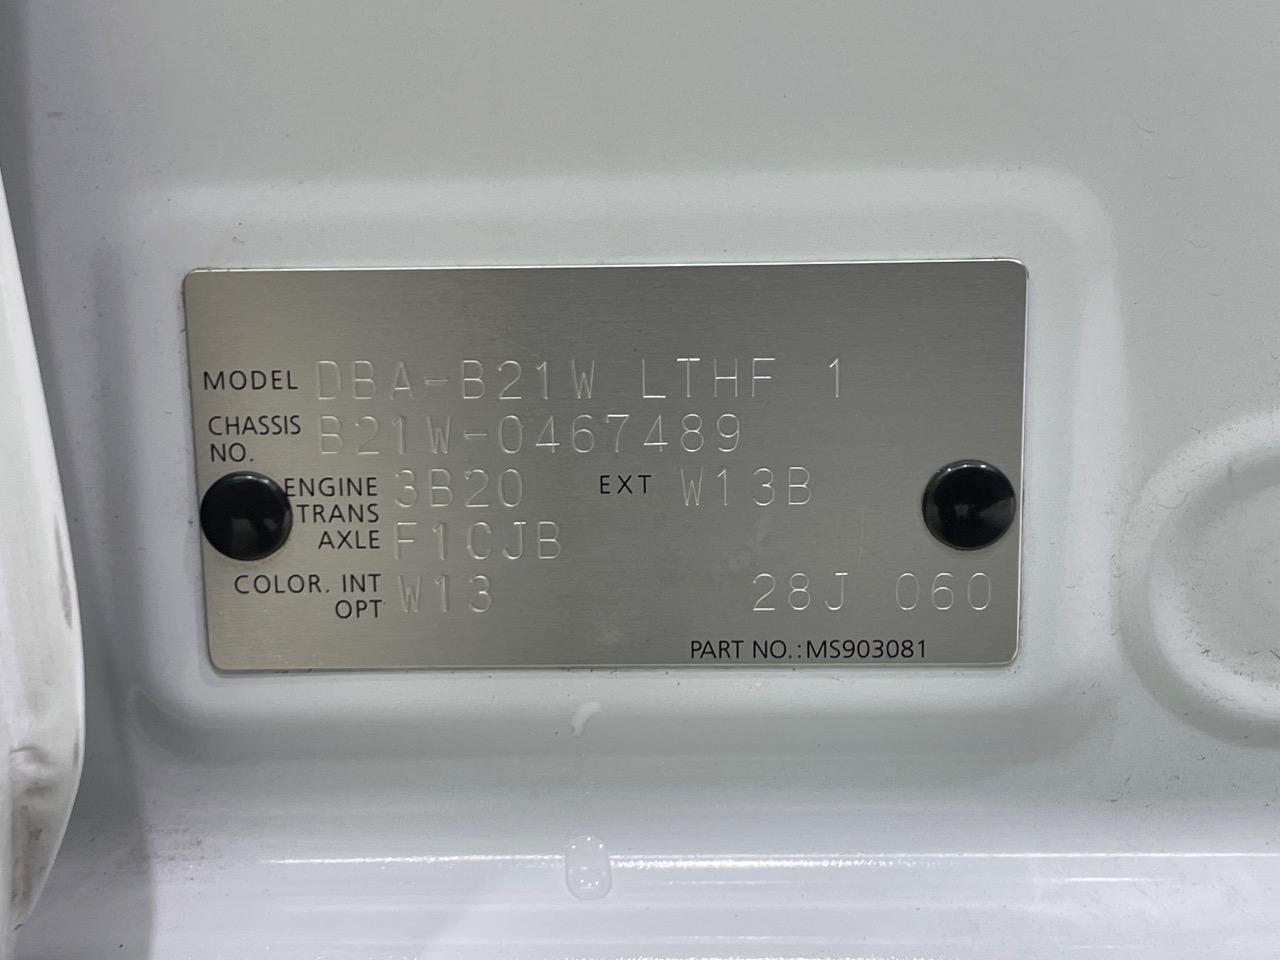 MODEL DBA-B21W LTHF 1
CHASSIS NO. B21W-0467489
ENGINE 3B20 EXT W13B
TRANS AXLE F1CJB
COLOR. INT W13 28J 060
OPT
PART NO.:MS903081